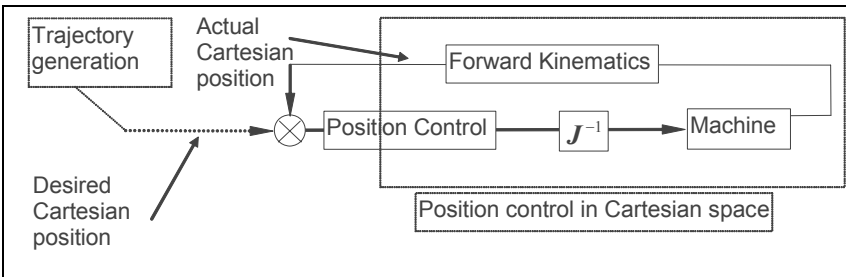 Trajectory
generation
Actual
Cartesian
position
Forward Kinematics
Position Control
J⁻¹
Machine
Desired
Cartesian
position
Position control in Cartesian space